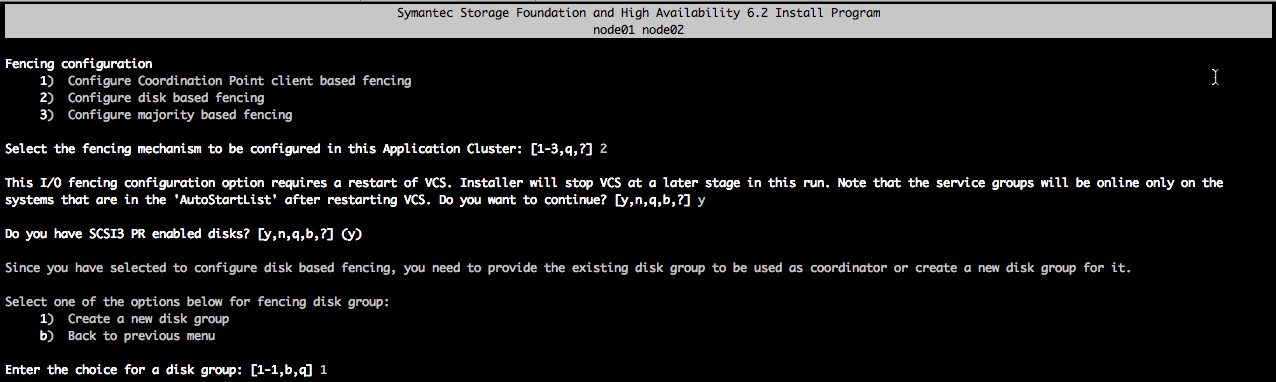 Symantec Storage Foundation and High Availability 6.2 Install Program
node01 node02
Fencing configuration
1) Configure Coordination Point client based fencing
2) Configure disk based fencing
3) Configure majority based fencing
Select the fencing mechanism to be configured in this Application Cluster: [1-3,q,?] 2
This I/O fencing configuration option requires a restart of VCS. Installer will stop VCS at a later stage in this run. Note that the service groups will be online only on the
systems that are in the 'AutoStartList' after restarting VCS. Do you want to continue? [y,n,q,b,?] y
Do you have SCSI3 PR enabled disks? [y,n,q,b,?] (y)
Since you have selected to configure disk based fencing, you need to provide the existing disk group to be used as coordinator or create a new disk group for it.
Select one of the options below for fencing disk group:
1) Create a new disk group
b) Back to previous menu
Enter the choice for a disk group: [1-1,b,q] 1